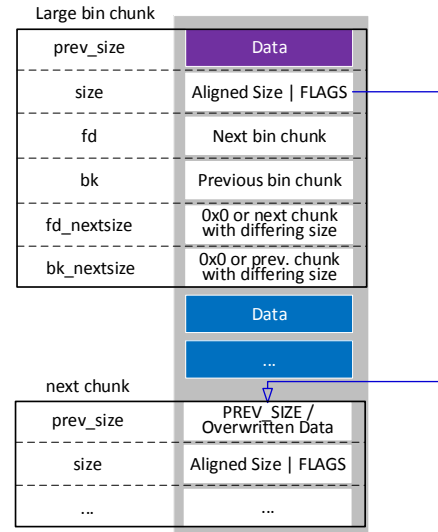 Large bin chunk
prev_size Data
size Aligned Size | FLAGS
fd Next bin chunk
bk Previous bin chunk
fd_nextsize 0x0 or next chunk
with differing size
bk_nextsize 0x0 or prev. chunk
with differing size
Data
...
next chunk
prev_size PREV_SIZE /
Overwritten Data
size Aligned Size | FLAGS
... ...